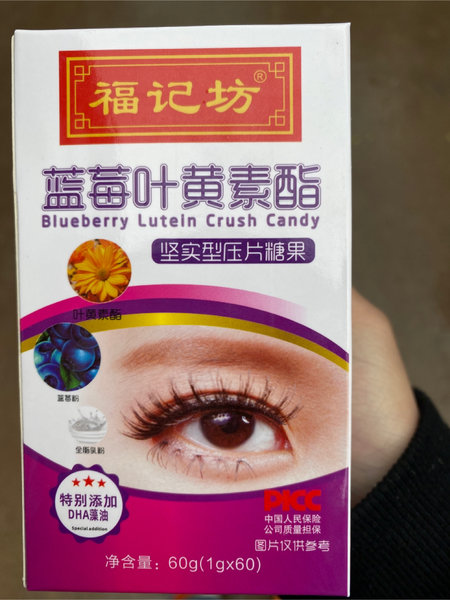 福记坊®
蓝莓叶黄素酯
Blueberry Lutein Crush Candy
坚实型压片糖果
叶黄素酯
蓝莓粉
全脂乳粉
特别添加
DHA藻油
Special addition
PICC
中国人民保险
公司质量担保
图片仅供参考
净含量：60g(1gx60)